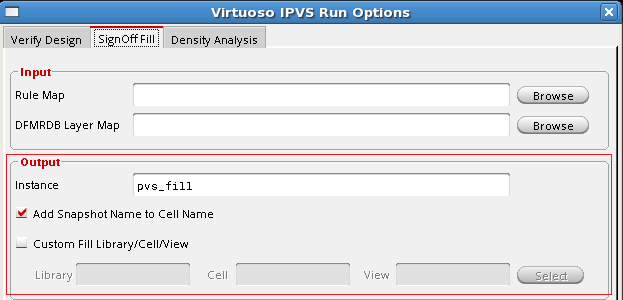 Virtuoso IPVS Run Options
Verify Design SignOff Fill Density Analysis
Input
Rule Map Browse
DFMRDB Layer Map Browse
Output
Instance pvs_fill
Add Snapshot Name to Cell Name
Custom Fill Library/Cell/View
Library Cell View Select